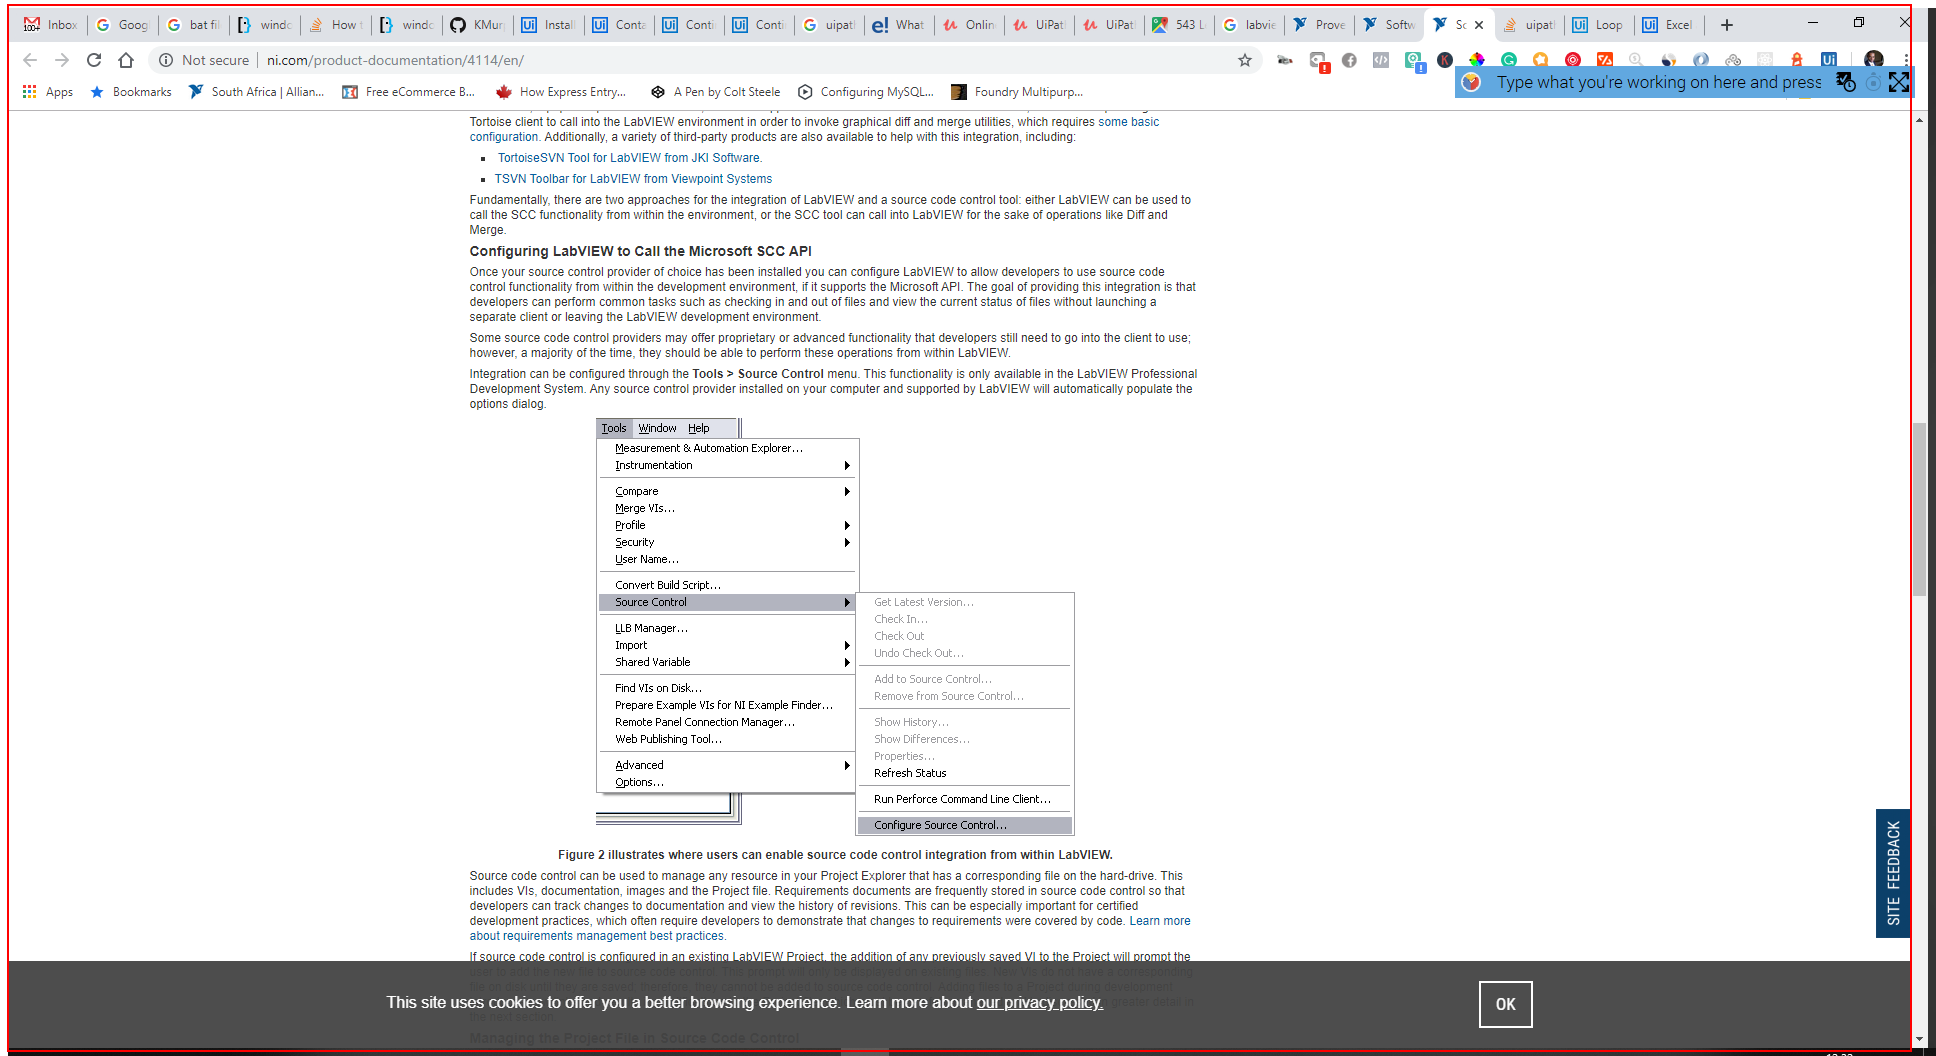 Inbox
Goog
bat fil
windo
How t
windo
KMur
Install
Conta
Conti
Conti
uipat
What
Onlin
UiPat
UiPat
543 L
labvie
Prove
Softw
Sc
uipat
Loop
Excel
Not secure ni.com/product-documentation/4114/en/
Type what you're working on here and press
Apps Bookmarks South Africa | Allian... Free eCommerce B... How Express Entry... A Pen by Colt Steele Configuring MySQL... Foundry Multipurp...
Tortoise client to call into the LabVIEW environment in order to invoke graphical diff and merge utilities, which requires some basic
configuration. Additionally, a variety of third-party products are also available to help with this integration, including:
TortoiseSVN Tool for LabVIEW from JKI Software.
TSVN Toolbar for LabVIEW from Viewpoint Systems
Fundamentally, there are two approaches for the integration of LabVIEW and a source code control tool: either LabVIEW can be used to
call the SCC functionality from within the environment, or the SCC tool can call into LabVIEW for the sake of operations like Diff and
Merge.
Configuring LabVIEW to Call the Microsoft SCC API
Once your source control provider of choice has been installed you can configure LabVIEW to allow developers to use source code
control functionality from within the development environment, if it supports the Microsoft API. The goal of providing this integration is that
developers can perform common tasks such as checking in and out of files and view the current status of files without launching a
separate client or leaving the LabVIEW development environment.
Some source code control providers may offer proprietary or advanced functionality that developers still need to go into the client to use;
however, a majority of the time, they should be able to perform these operations from within LabVIEW.
Integration can be configured through the Tools > Source Control menu. This functionality is only available in the LabVIEW Professional
Development System. Any source control provider installed on your computer and supported by LabVIEW will automatically populate the
options dialog.
Tools Window Help
Measurement & Automation Explorer...
Instrumentation
Compare
Merge VIs...
Profile
Security
User Name...
Convert Build Script...
Source Control
LLB Manager...
Import
Shared Variable
Find VIs on Disk...
Prepare Example VIs for NI Example Finder...
Remote Panel Connection Manager...
Web Publishing Tool...
Advanced
Options...
Get Latest Version...
Check In...
Check Out
Undo Check Out...
Add to Source Control...
Remove from Source Control...
Show History...
Show Differences...
Properties...
Refresh Status
Run Perforce Command Line Client...
Configure Source Control...
Figure 2 illustrates where users can enable source code control integration from within LabVIEW.
Source code control can be used to manage any resource in your Project Explorer that has a corresponding file on the hard-drive. This
includes VIs, documentation, images and the Project file. Requirements documents are frequently stored in source code control so that
developers can track changes to documentation and view the history of revisions. This can be especially important for certified
development practices, which often require developers to demonstrate that changes to requirements were covered by code. Learn more
about requirements management best practices.
If source code control is configured in an existing LabVIEW Project, the addition of any previously saved VI to the Project will prompt the
This site uses cookies to offer you a better browsing experience. Learn more about our privacy policy.
OK
Managing the Project File in Source Code Control
SITE FEEDBACK